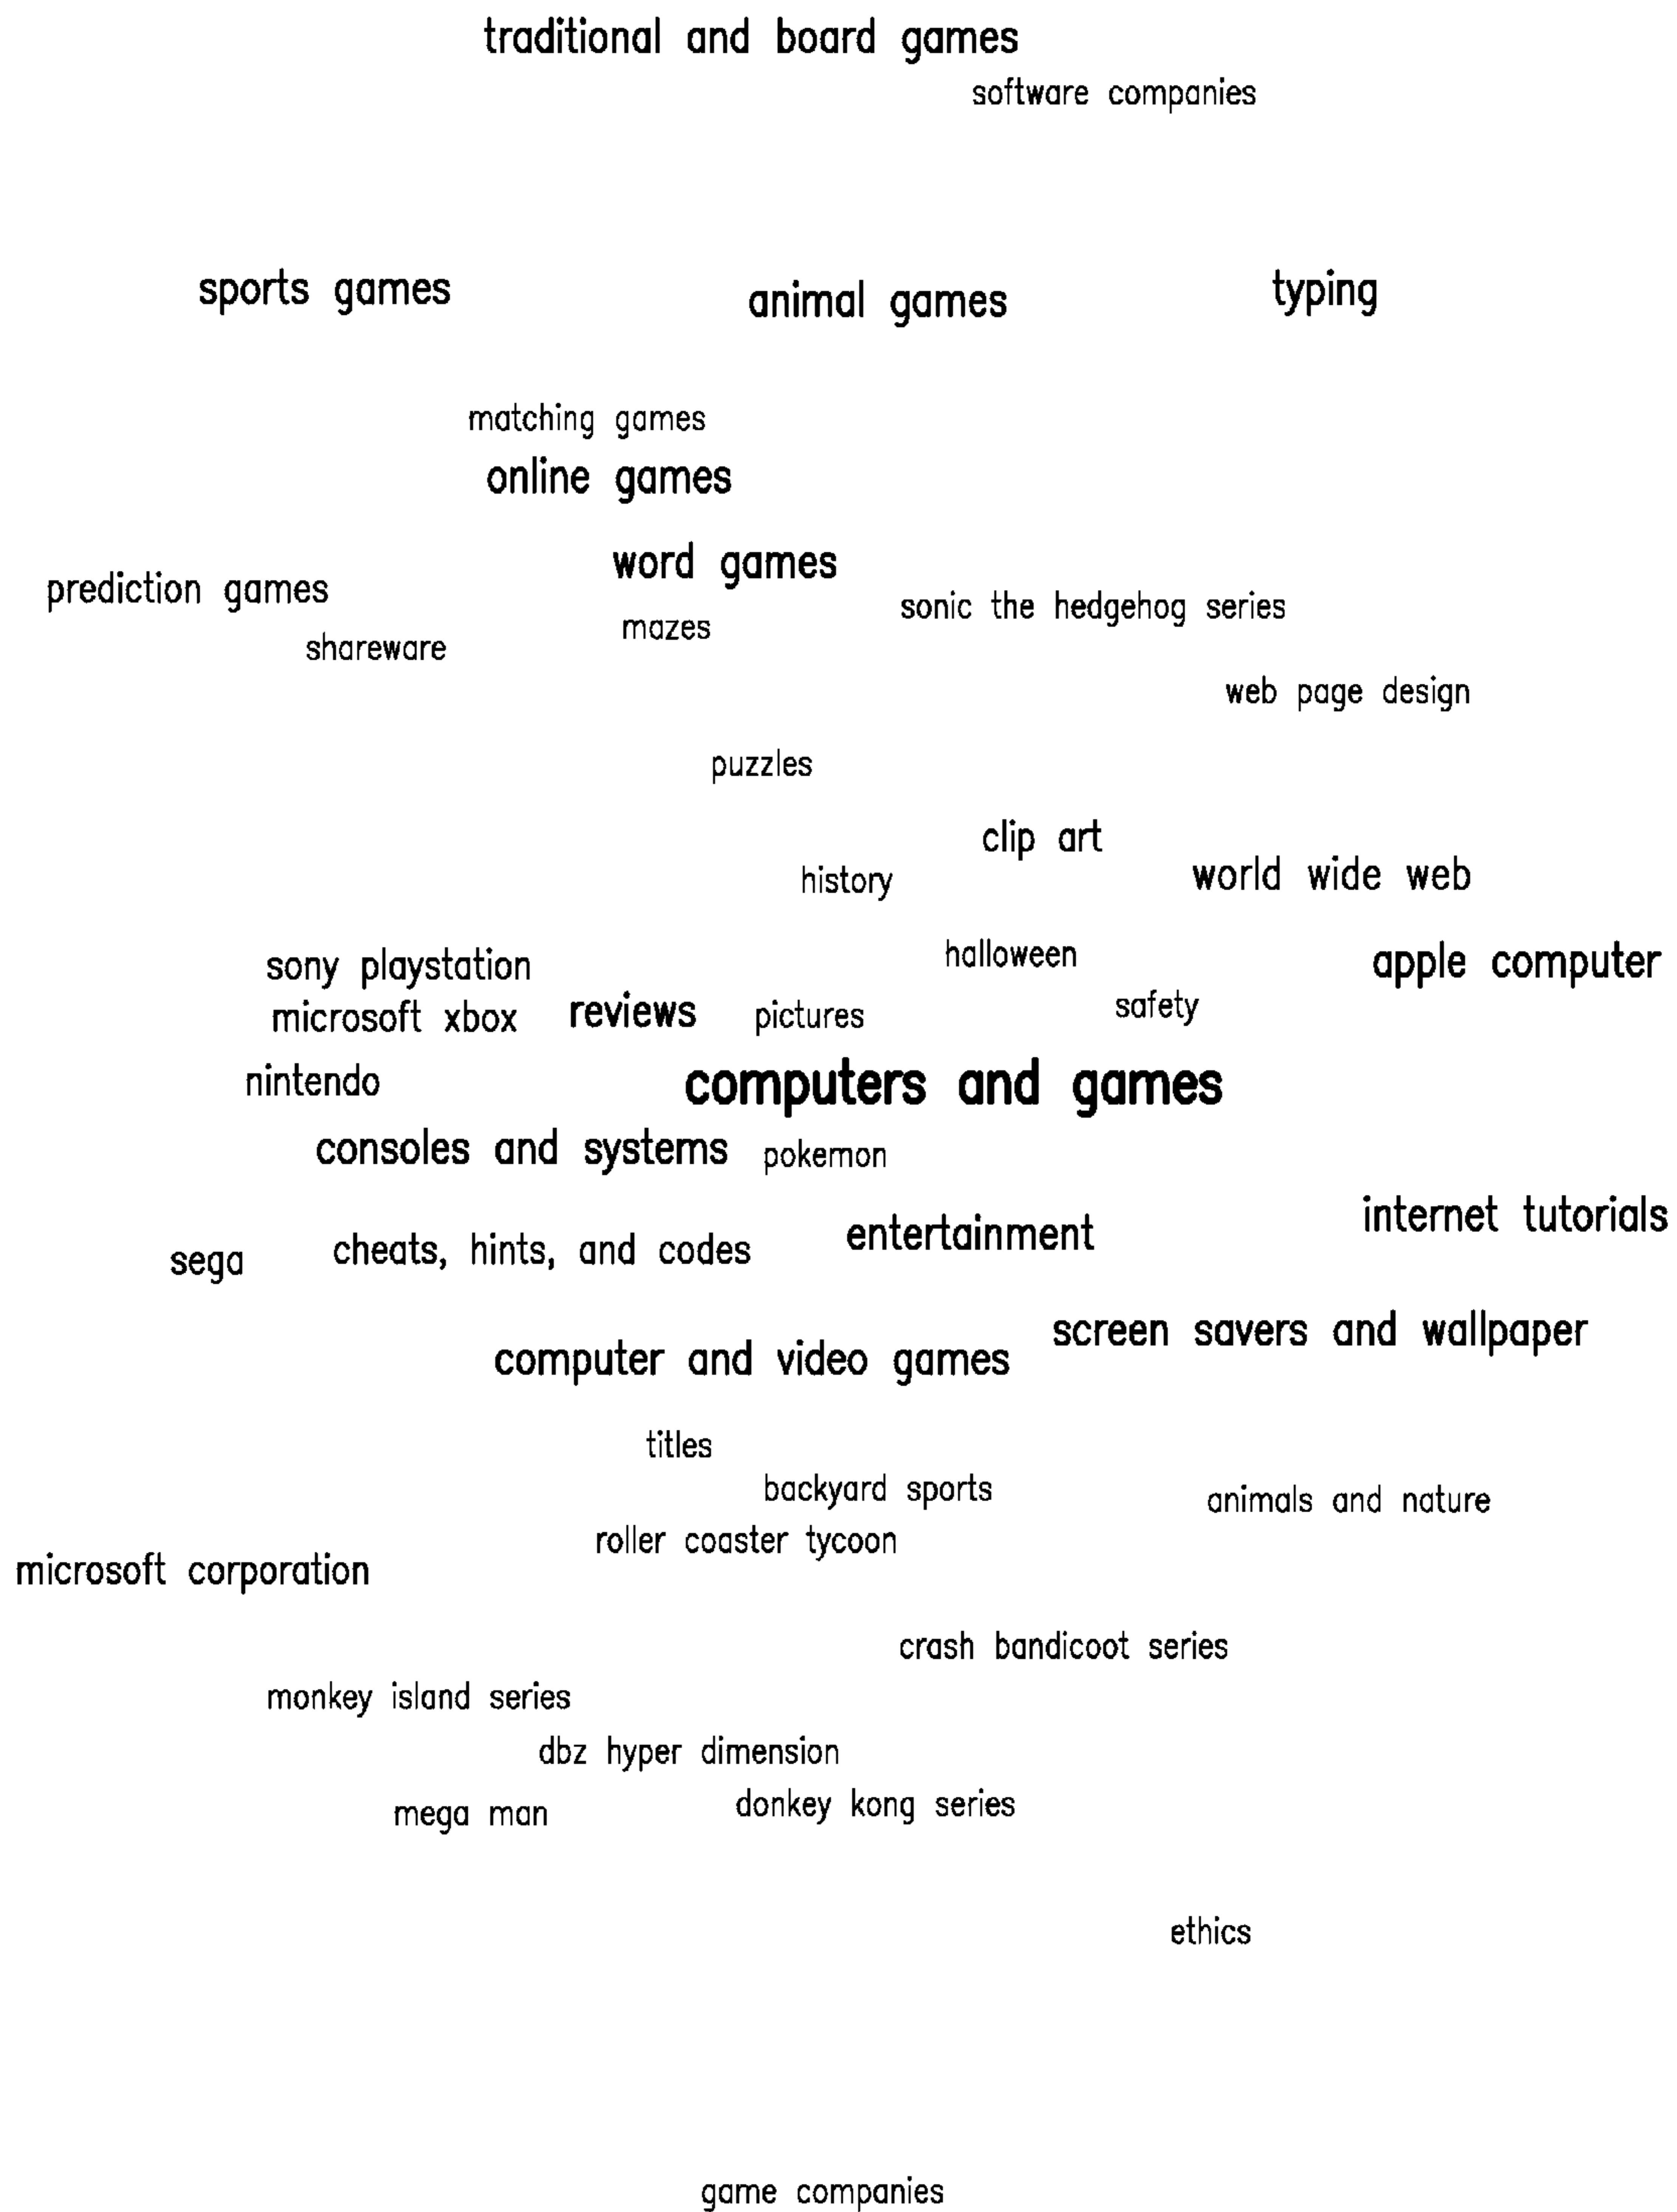 traditional and board games
software companies
sports games
animal games
typing
matching games
online games
word games
prediction games
sonic the hedgehog series
mazes
shareware
web page design
puzzles
clip art
world wide web
history
halloween
sony playstation
apple computer
safety
microsoft xbox
reviews
pictures
nintendo
computers and games
consoles and systems
pokemon
internet tutorials
entertainment
cheats, hints, and codes
sega
screen savers and wallpaper
computer and video games
titles
backyard sports
animals and nature
roller coaster tycoon
microsoft corporation
crash bandicoot series
monkey island series
dbz hyper dimension
donkey kong series
mega man
ethics
game companies